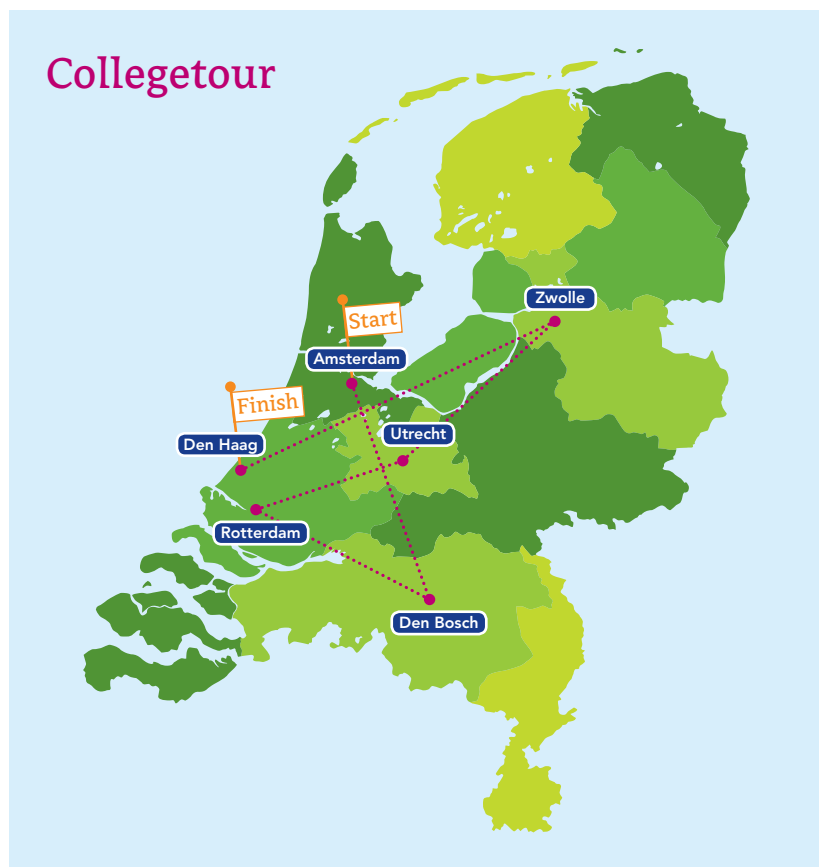 Collegetour
Zwolle
Start
Amsterdam
Finish
Utrecht
Den Haag
Rotterdam
Den Bosch